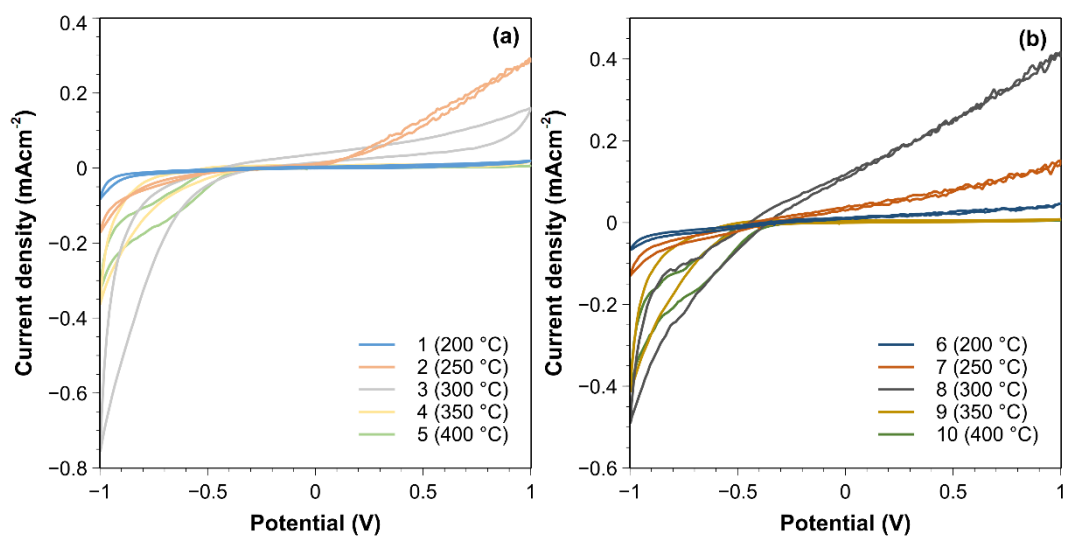 (a)
Current density (mAcm⁻²)
0.4
0.2
0
−0.2
−0.4
−0.6
−0.8
1 (200 °C)
2 (250 °C)
3 (300 °C)
4 (350 °C)
5 (400 °C)
−1
−0.5
0
0.5
1
Potential (V)
(b)
Current density (mAcm⁻²)
0.4
0.2
0
−0.2
−0.4
−0.6
6 (200 °C)
7 (250 °C)
8 (300 °C)
9 (350 °C)
10 (400 °C)
−1
−0.5
0
0.5
1
Potential (V)